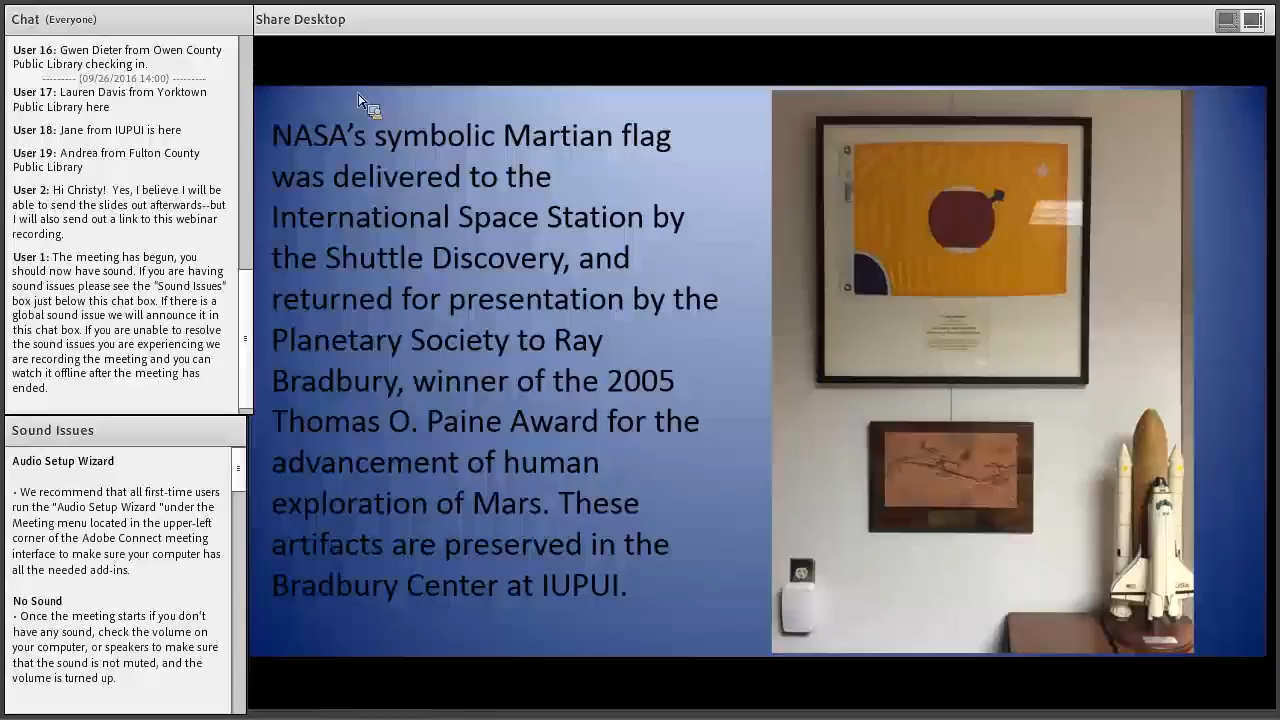 Chat (Everyone)
User 16: Gwen Dieter from Owen County
Public Library checking in.
--------- (09/26/2016 14:00) ---------
User 17: Lauren Davis from Yorktown
Public Library here
User 18: Jane from IUPUI is here
User 19: Andrea from Fulton County
Public Library
User 2: Hi Christy!  Yes, I believe I will be
able to send the slides out afterwards--but
I will also send out a link to this webinar
recording.
User 1: The meeting has begun, you
should now have sound. If you are having
sound issues please see the "Sound Issues"
box just below this chat box. If there is a
global sound issue we will announce it in
this chat box. If you are unable to resolve
the sound issues you are experiencing we
are recording the meeting and you can
watch it offline after the meeting has
ended.
Sound Issues
Audio Setup Wizard
• We recommend that all first-time users
run the "Audio Setup Wizard "under the
Meeting menu located in the upper-left
corner of the Adobe Connect meeting
interface to make sure your computer has
all the needed add-ins.
No Sound
• Once the meeting starts if you don't
have any sound, check the volume on
your computer, or speakers to make sure
that the sound is not muted, and the
volume is turned up.
Share Desktop
NASA's symbolic Martian flag
was delivered to the
International Space Station by
the Shuttle Discovery, and
returned for presentation by the
Planetary Society to Ray
Bradbury, winner of the 2005
Thomas O. Paine Award for the
advancement of human
exploration of Mars. These
artifacts are preserved in the
Bradbury Center at IUPUI.